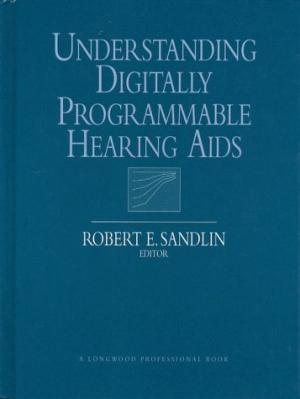 UNDERSTANDING
DIGITALLY
PROGRAMMABLE
HEARING AIDS
ROBERT E. SANDLIN
EDITOR
A LONGWOOD PROFESSIONAL BOOK